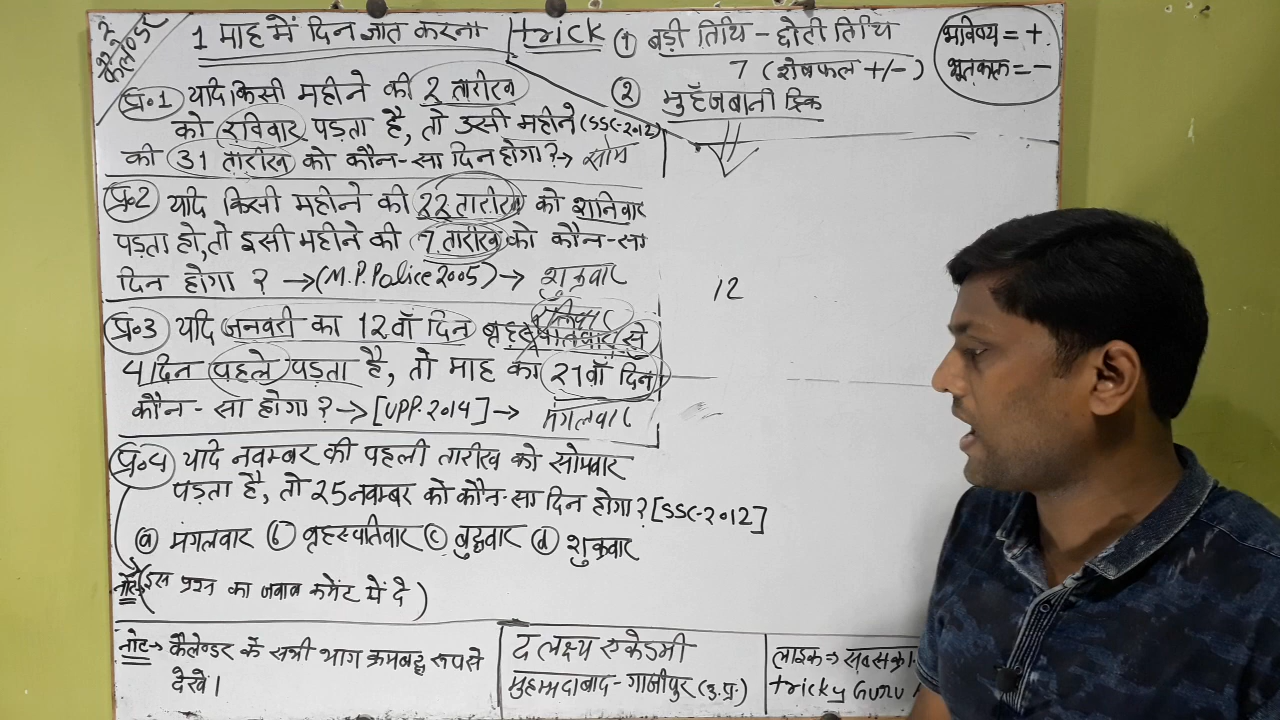 भाग 2
कैलेण्डर
1 माह में दिन ज्ञात करना
trick ① बड़ी तिथि - छोटी तिथि
7 (शेषफल +/-)
② मुहँजबानी ट्रिक
भविष्य = +
भूतकाल = -
प्र॰1 यदि किसी महीने की 2 तारीख
को रविवार पड़ता है, तो उसी महीने (SSC-2012)
की 31 तारीख को कौन-सा दिन होगा? → सोम
प्र॰2 यदि किसी महीने की 22 तारीख को शनिवार
पड़ता हो, तो इसी महीने की 7 तारीख को कौन-सा
दिन होगा ? → (M.P. Police 2005) → शुक्रवार
12
रविवार
प्र॰3 यदि जनवरी का 12वाँ दिन से
4 दिन पहले पड़ता है, तो माह का 21वाँ दिन
कौन-सा होगा ? → [UPP. 2014] → मंगलवार
प्र॰4 यदि नवम्बर की पहली तारीख को सोमवार
पड़ता है, तो 25 नवम्बर को कौन-सा दिन होगा? [SSC-2012]
ⓐ मंगलवार ⓑ बृहस्पतिवार ⓒ बुद्धवार ⓓ शुक्रवार
नोट (इस प्रश्न का जवाब कमेंट में दे)
नोट → कैलेण्डर के सभी भाग क्रमबद्ध रूप से
देखें।
द लक्ष्य एकेडमी
मुहम्मदाबाद - गाजीपुर (उ.प्र.)
लाइक ⇒ सबसक्रा
tricky Guru